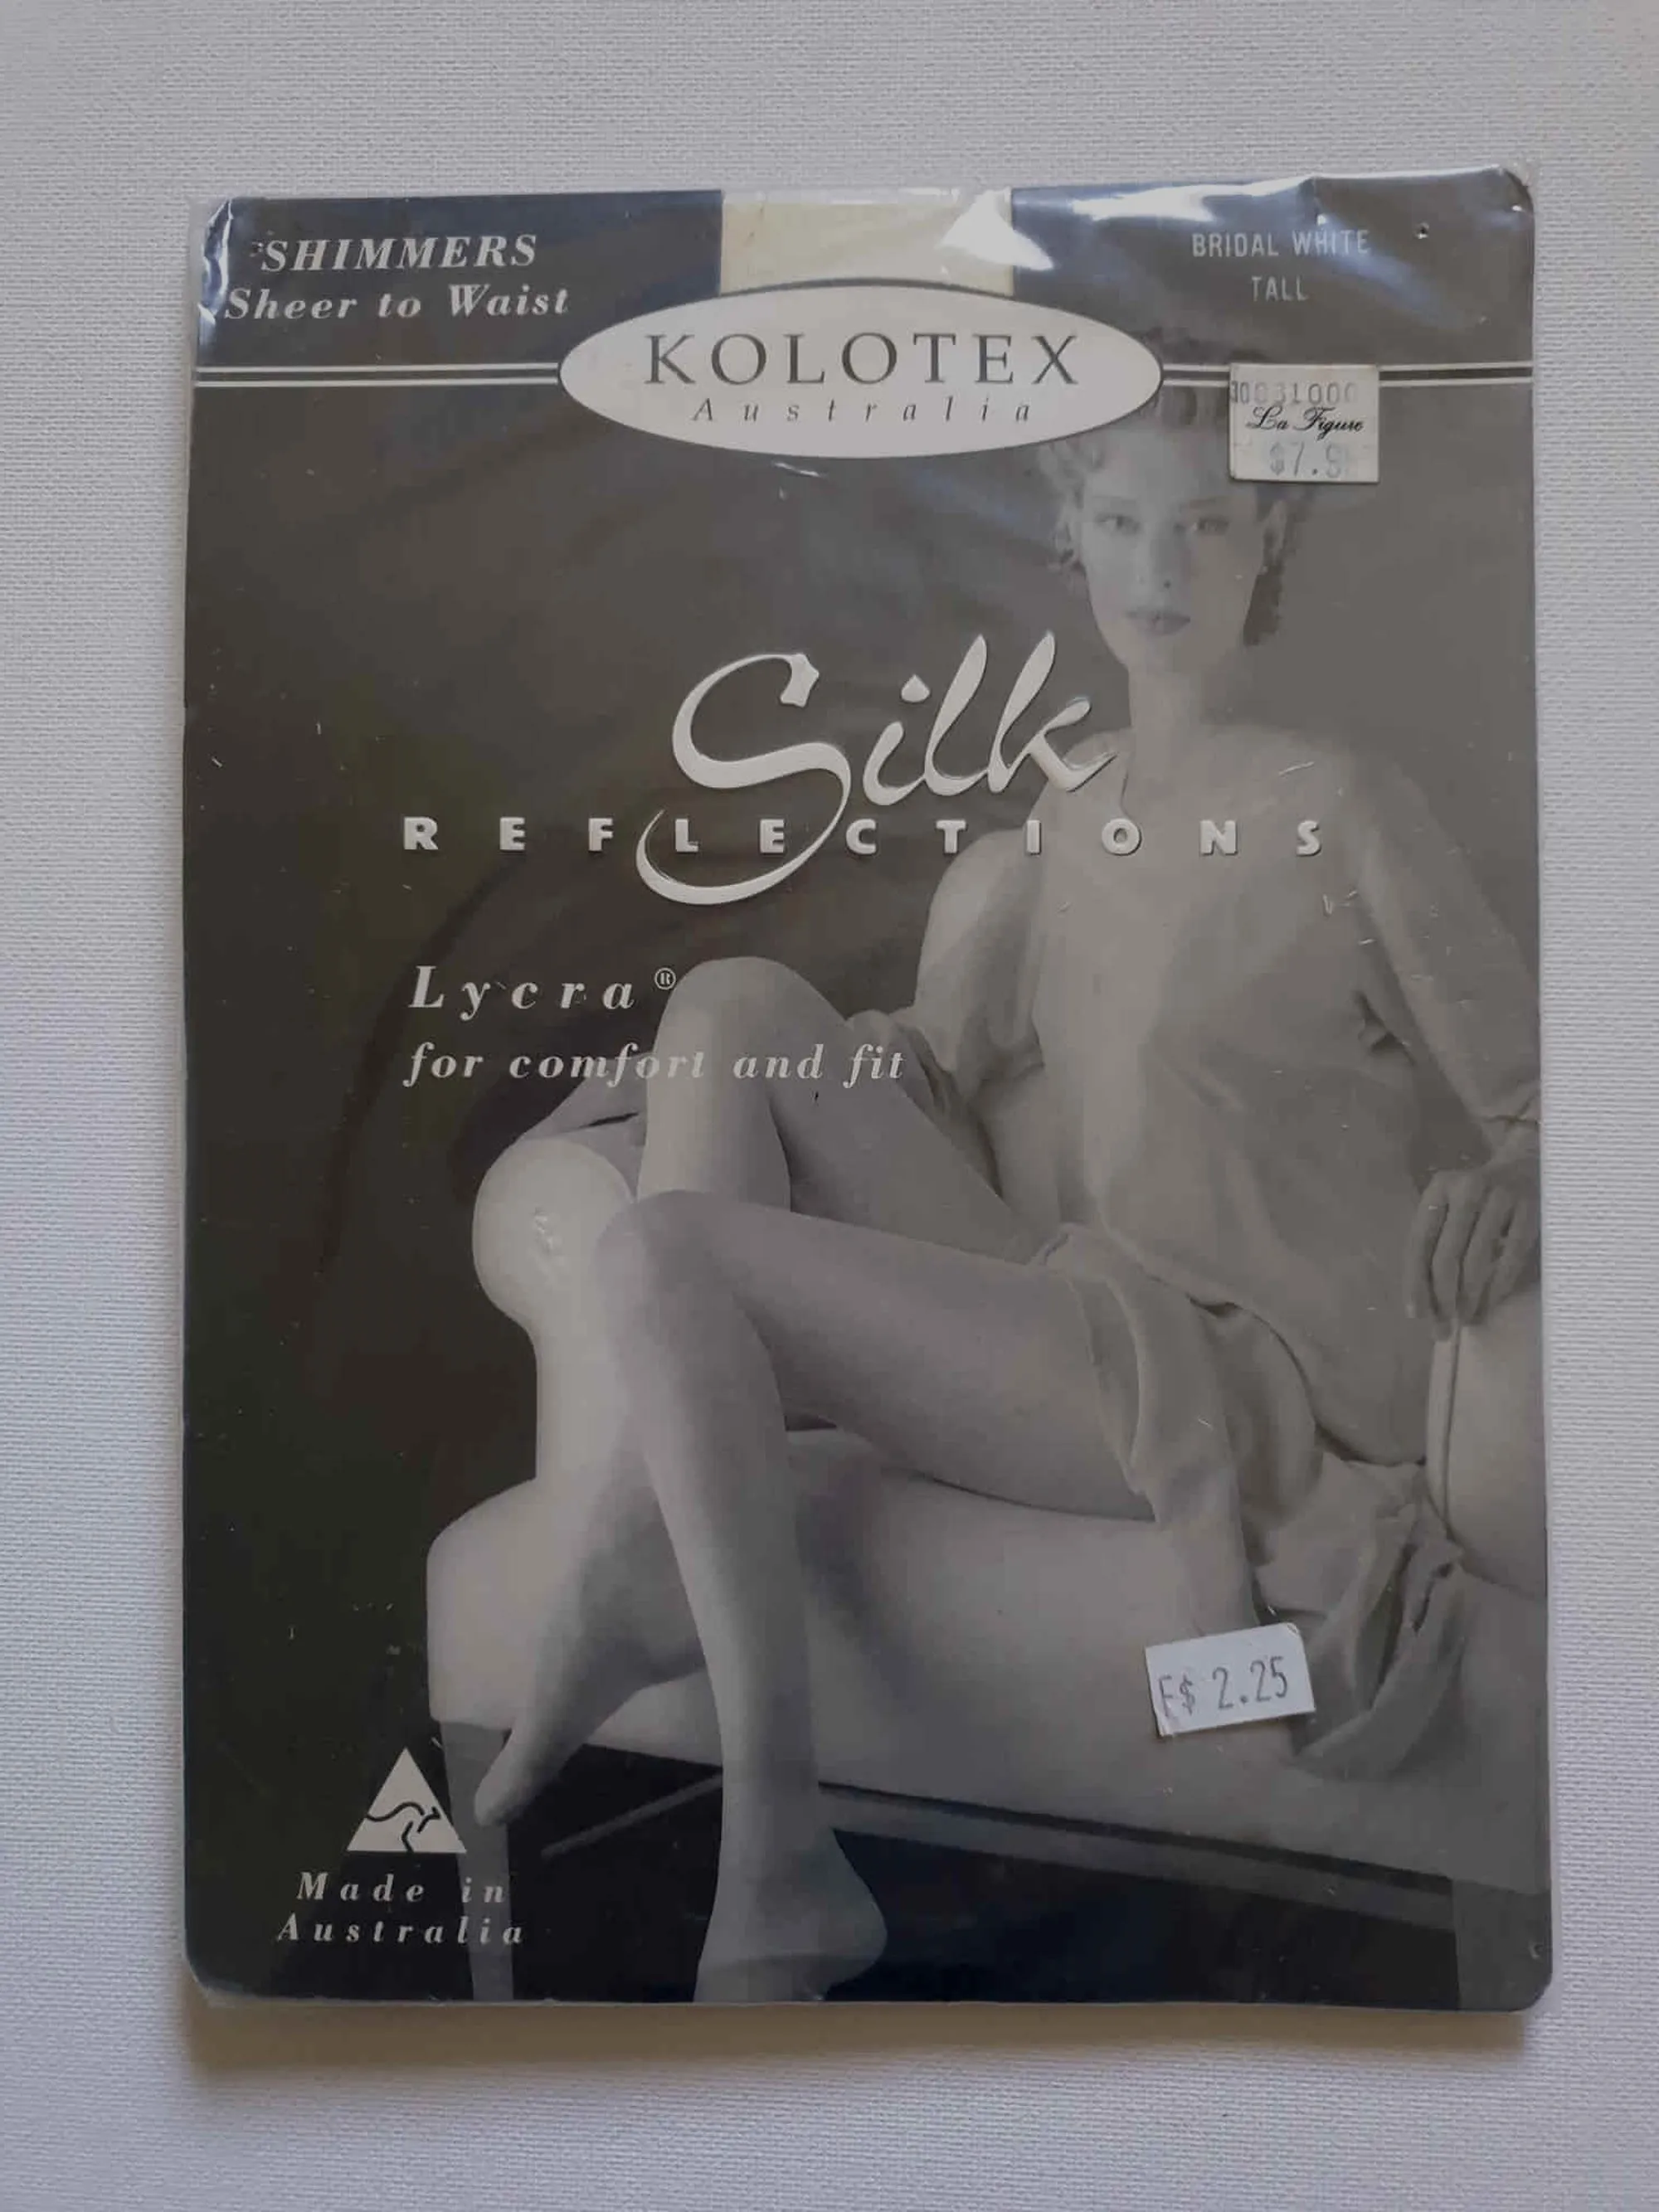 SHIMMERS
Sheer to Waist
BRIDAL WHITE
TALL
KOLOTEX
Australia
La Figure
Silk
REFLECTIONS
Lycra®
for comfort and fit
2.25
Made in
Australia